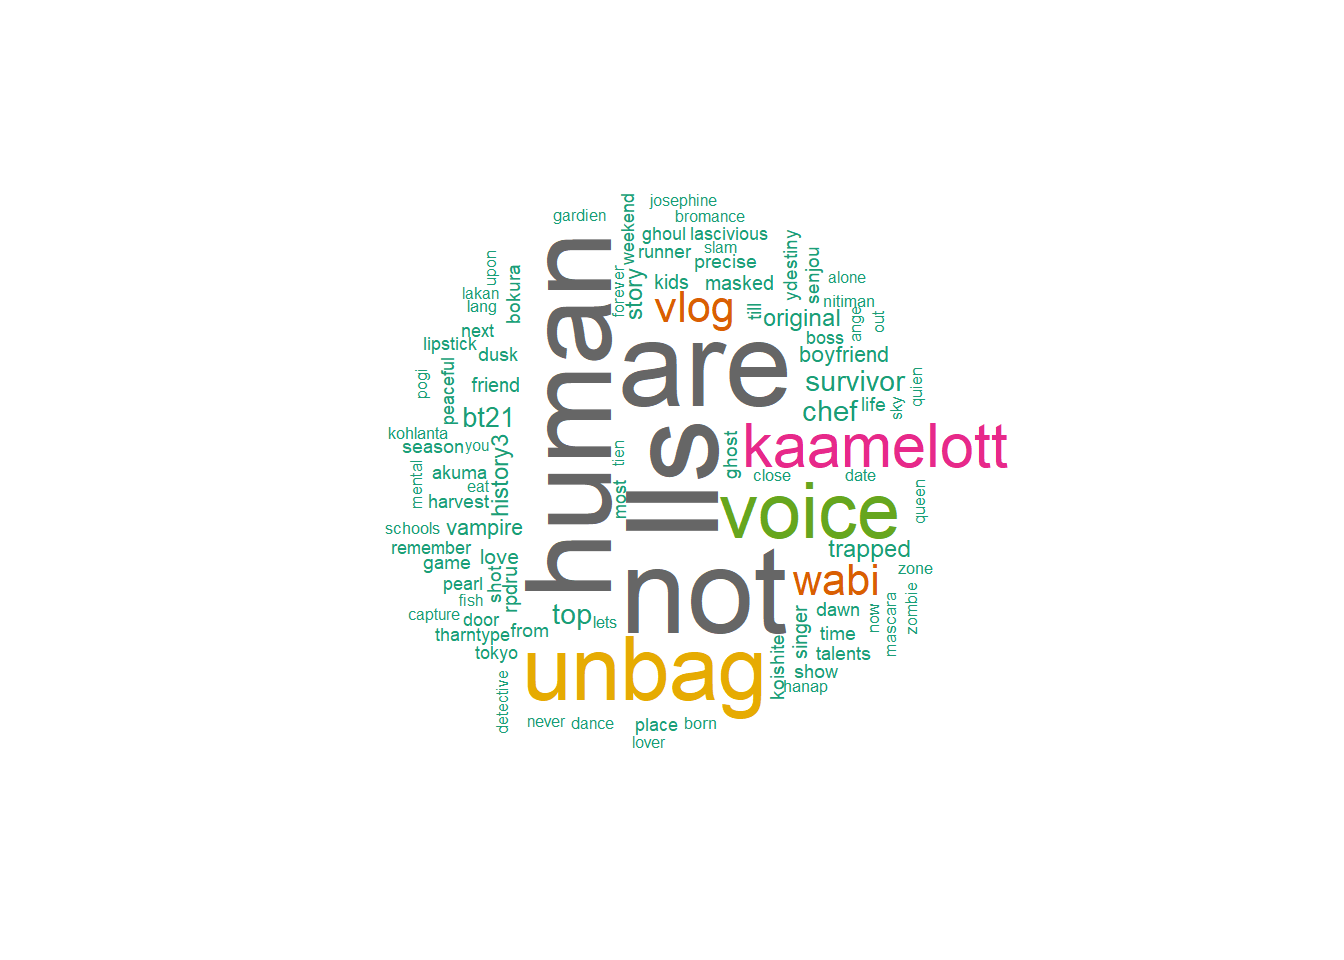 josephine
gardien
bromance
weekend
ghoul
lascivious
slam
runner
precise
ydestiny
senjou
upon
bokura
forever
story
kids
masked
alone
lakan
lang
nitiman
vlog
till
original
ange
out
next
boss
lipstick
dusk
human
are
boyfriend
pogi
peaceful
friend
survivor
quien
sky
life
chef
bt21
kohlanta
season
you
history3
tien
lls
ghost
kaamelott
mental
akuma
eat
close
date
harvest
most
queen
voice
schools
vampire
remember
game
love
trapped
zone
pearl
shot
rpdru
not
wabi
fish
capture
door
top
lets
singer
dawn
now
mascara
zombie
tharntype
from
time
tokyo
talents
unbag
koishite
show
hanap
detective
never
dance
place
born
lover